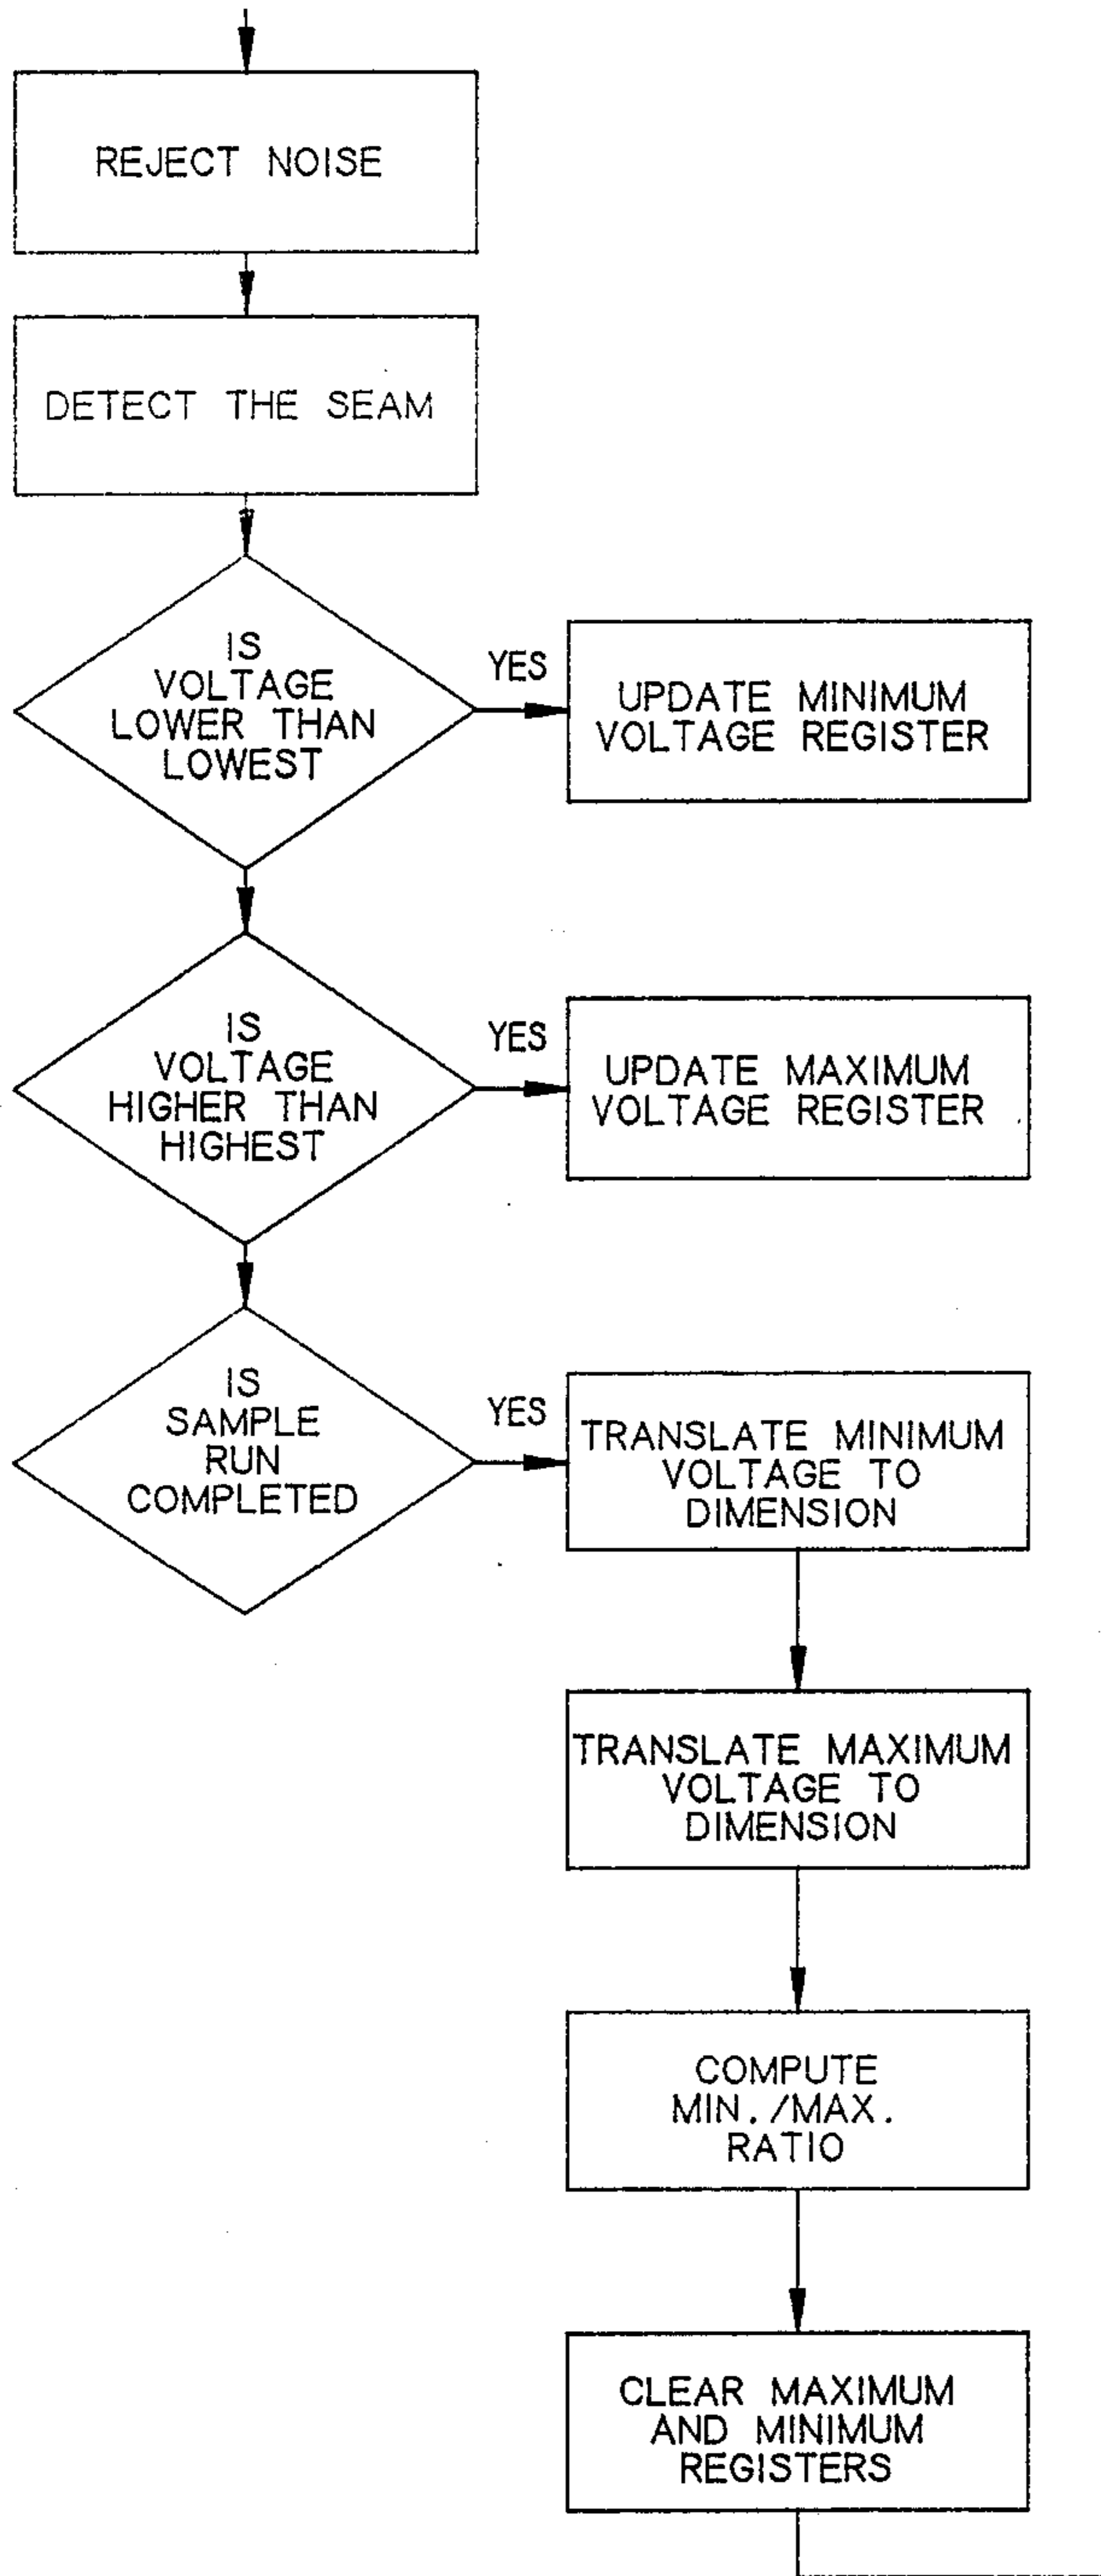 REJECT NOISE
DETECT THE SEAM
IS
VOLTAGE
LOWER THAN
LOWEST
YES
UPDATE MINIMUM
VOLTAGE REGISTER
IS
VOLTAGE
HIGHER THAN
HIGHEST
YES
UPDATE MAXIMUM
VOLTAGE REGISTER
IS
SAMPLE
RUN
COMPLETED
YES
TRANSLATE MINIMUM
VOLTAGE TO
DIMENSION
TRANSLATE MAXIMUM
VOLTAGE TO
DIMENSION
COMPUTE
MIN./MAX.
RATIO
CLEAR MAXIMUM
AND MINIMUM
REGISTERS